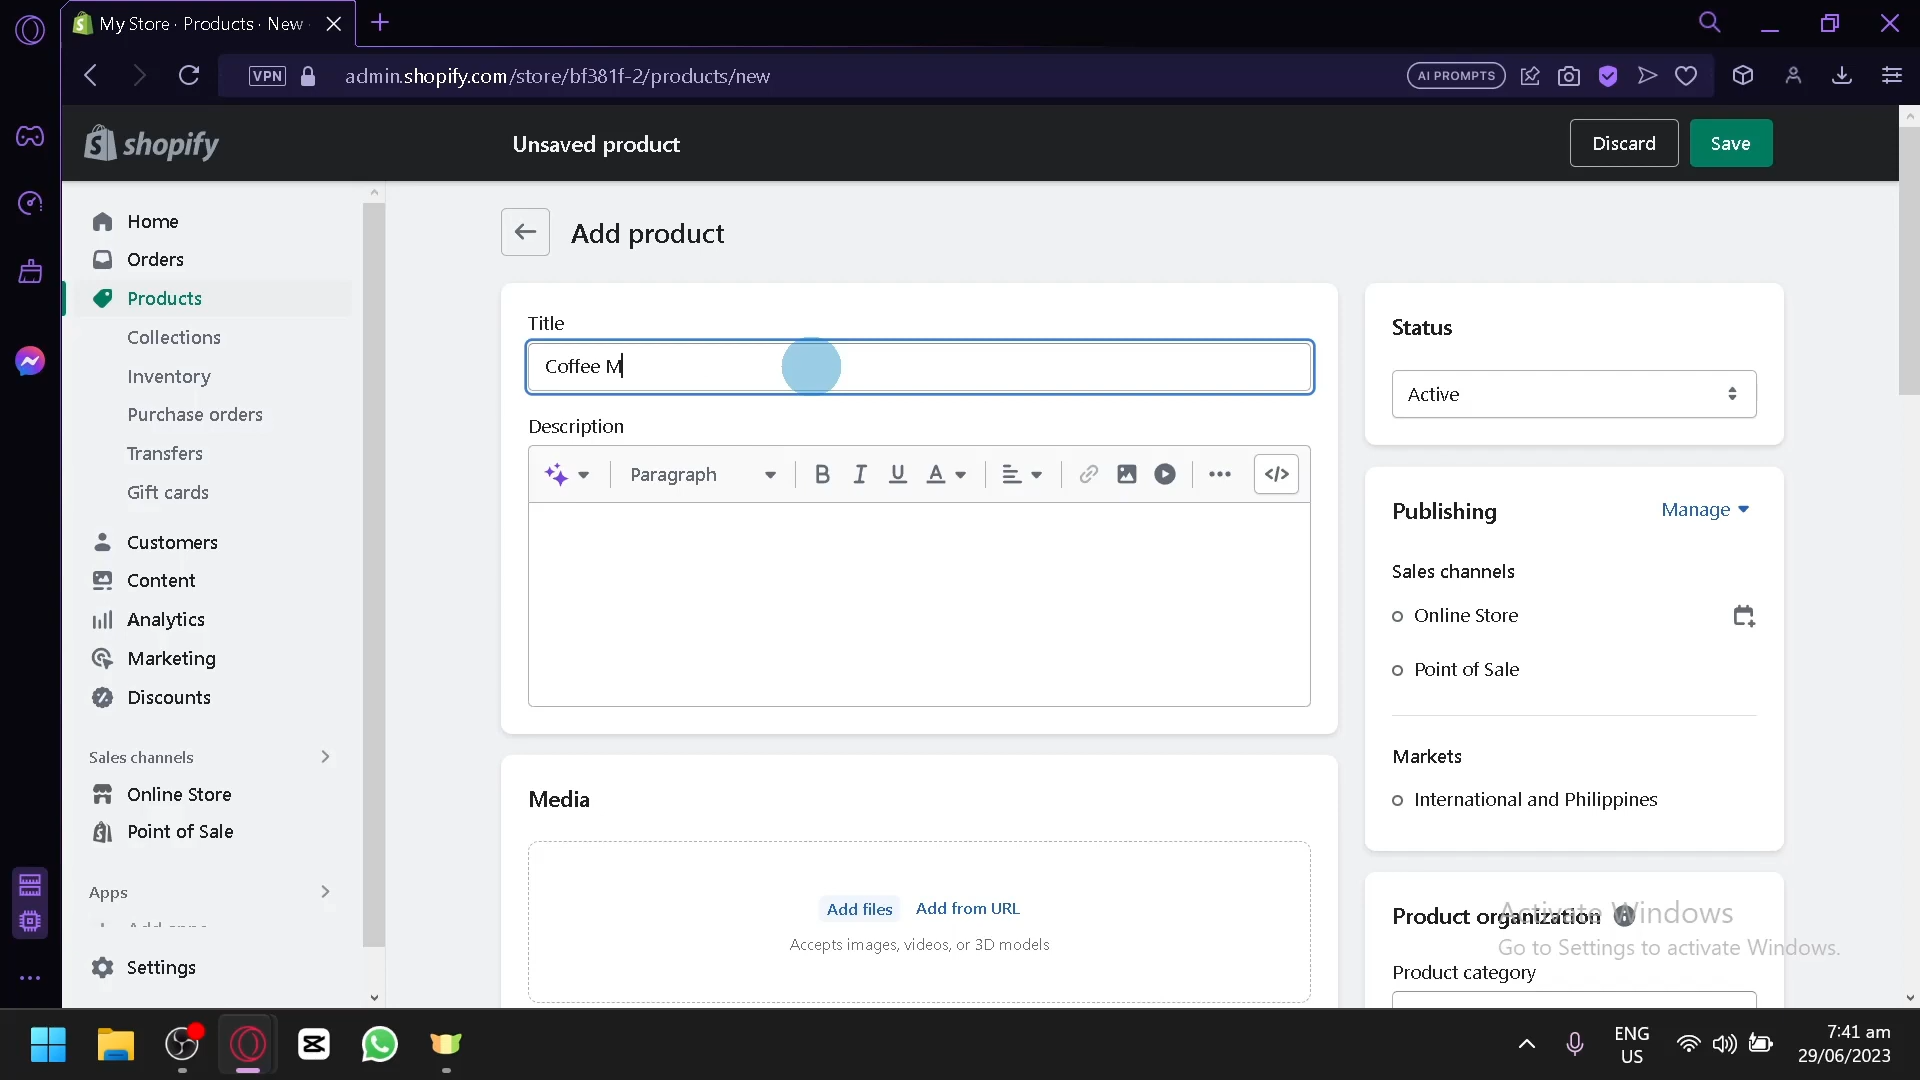 My Store · Products · New
VPN
admin.shopify.com/store/bf381f-2/products/new
AI PROMPTS
shopify
Unsaved product
Discard
Save
Home
Orders
Products
Collections
Inventory
Purchase orders
Transfers
Gift cards
Customers
Content
Analytics
Marketing
Discounts
Sales channels
Online Store
Point of Sale
Apps
Settings
Add product
Title
Coffee M
Description
Paragraph
B I U A
</>
Media
Add files Add from URL
Accepts images, videos, or 3D models
Status
Active
Publishing
Manage
Sales channels
Online Store
Point of Sale
Markets
International and Philippines
Product organization
Product category
Activate Windows
Go to Settings to activate Windows.
ENG
US
7:41 am
29/06/2023